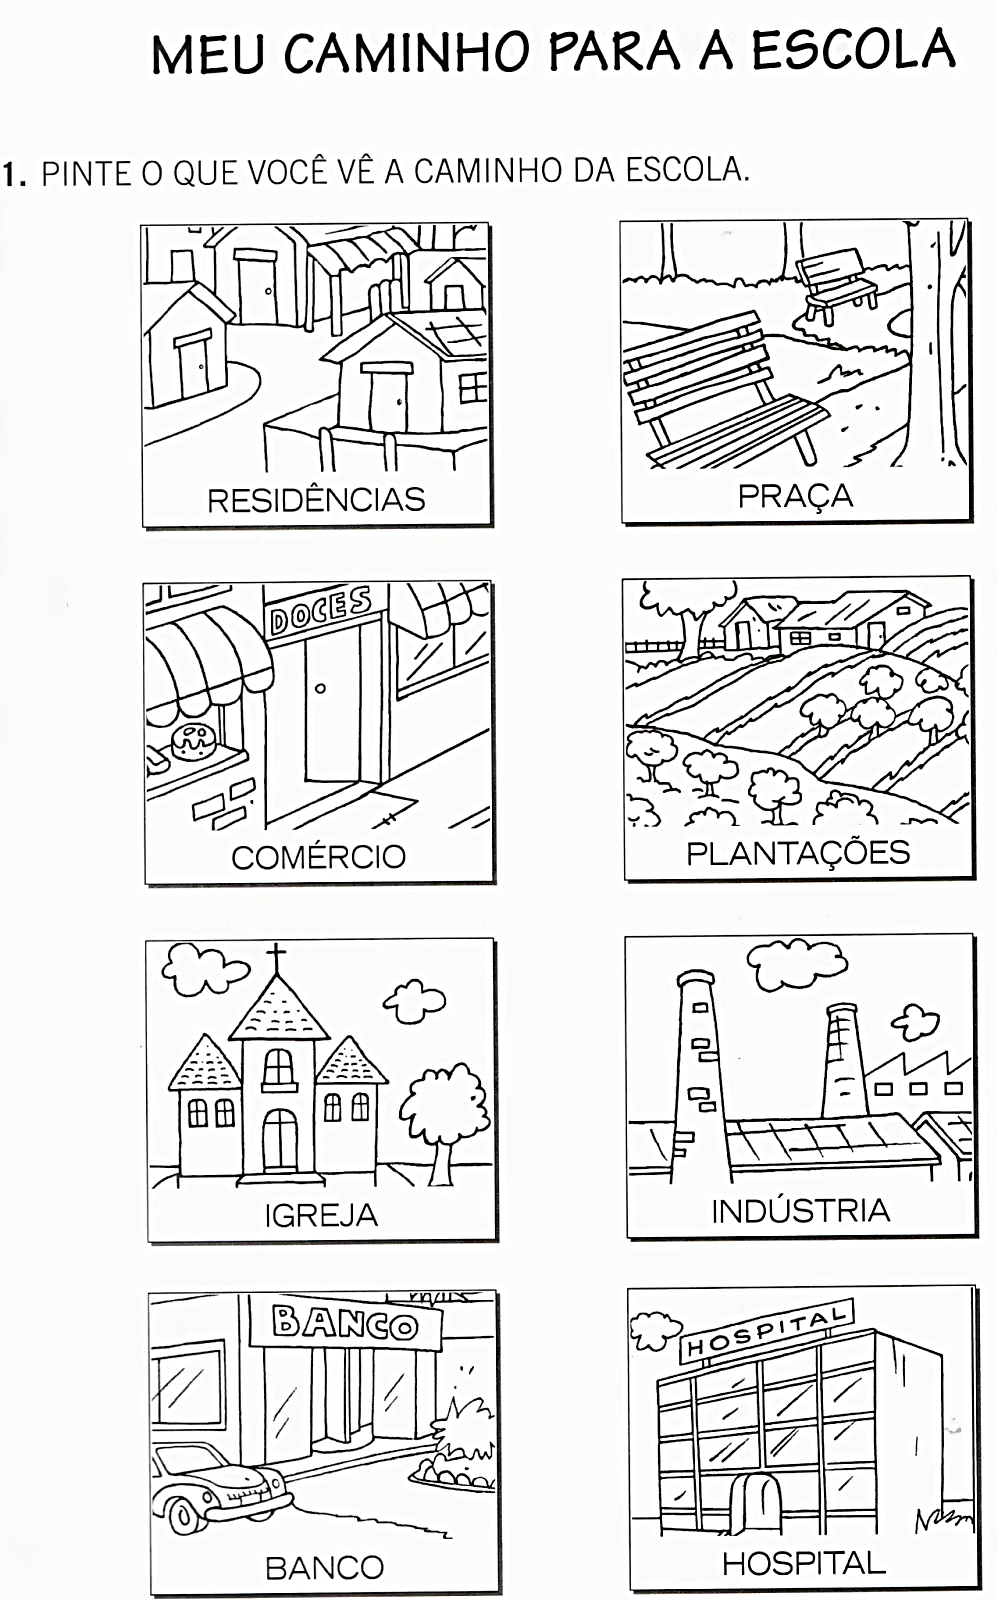 MEU CAMINHO PARA A ESCOLA
1. PINTE O QUE VOCÊ VÊ A CAMINHO DA ESCOLA.
RESIDÊNCIAS
PRAÇA
DOCES
COMÉRCIO
PLANTAÇÕES
IGREJA
INDÚSTRIA
BANCO
BANCO
HOSPITAL
HOSPITAL